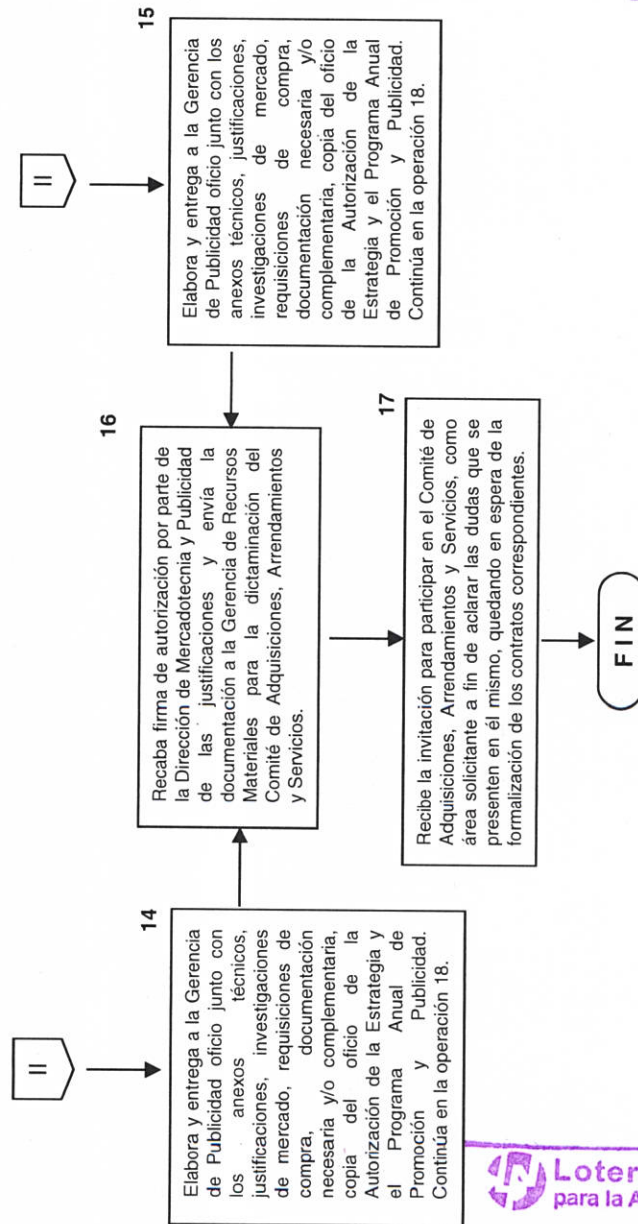 II
14
Elabora y entrega a la Gerencia
de Publicidad oficio junto con
los anexos técnicos,
justificaciones, investigaciones
de mercado, requisiciones de
compra, documentación
necesaria y/o complementaria,
copia del oficio de la
Autorización de la Estrategia y
el Programa Anual de
Promoción y Publicidad.
Continúa en la operación 18.
16
Recaba firma de autorización por parte de
la Dirección de Mercadotecnia y Publicidad
de las justificaciones y envía la
documentación a la Gerencia de Recursos
Materiales para la dictaminación del
Comité de Adquisiciones, Arrendamientos
y Servicios.
II
15
Elabora y entrega a la Gerencia
de Publicidad oficio junto con los
anexos técnicos, justificaciones,
investigaciones de mercado,
requisiciones de compra,
documentación necesaria y/o
complementaria, copia del oficio
de la Autorización de la
Estrategia y el Programa Anual
de Promoción y Publicidad.
Continúa en la operación 18.
17
Recibe la invitación para participar en el Comité de
Adquisiciones, Arrendamientos y Servicios, como
área solicitante a fin de aclarar las dudas que se
presenten en él mismo, quedando en espera de la
formalización de los contratos correspondientes.
FIN
Loter
para la A